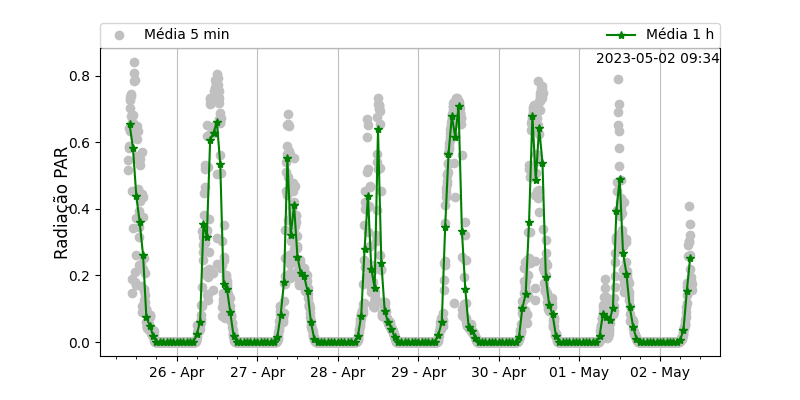 Média 5 min
Média 1 h
2023-05-02 09:34
Radiação PAR
0.8
0.6
0.4
0.2
0.0
26 - Apr
27 - Apr
28 - Apr
29 - Apr
30 - Apr
01 - May
02 - May